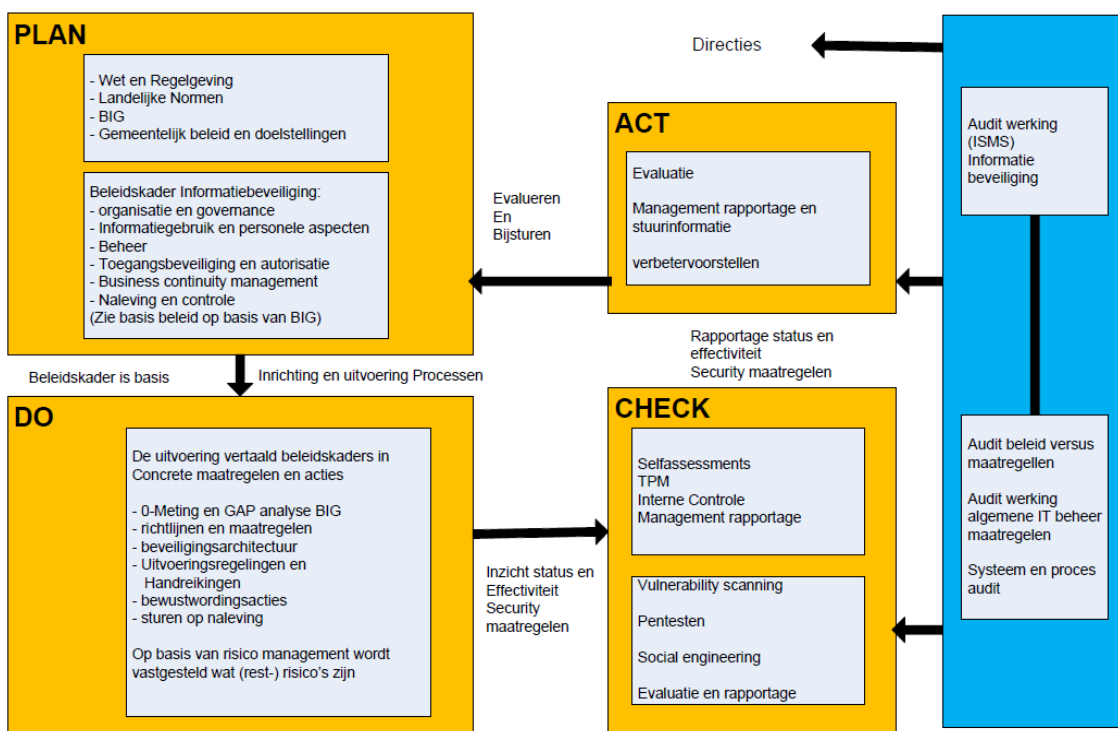 PLAN
- Wet en Regelgeving
- Landelijke Normen
- BIG
- Gemeentelijk beleid en doelstellingen
Beleidskader Informatiebeveiliging:
- organisatie en governance
- Informatiegebruik en personele aspecten
- Beheer
- Toegangsbeveiliging en autorisatie
- Business continuity management
- Naleving en controle
(Zie basis beleid op basis van BIG)
Beleidskader is basis
Inrichting en uitvoering Processen
DO
De uitvoering vertaald beleidskaders in
Concrete maatregelen en acties
- 0-Meting en GAP analyse BIG
- richtlijnen en maatregelen
- beveiligingsarchitectuur
- Uitvoeringsregelingen en
Handreikingen
- bewustwordingsacties
- sturen op naleving
Op basis van risico management wordt
vastgesteld wat (rest-) risico's zijn
Inzicht status en
Effectiviteit
Security
maatregelen
Evalueren
En
Bijsturen
Directies
ACT
Evaluatie
Management rapportage en
stuurinformatie
verbetervoorstellen
Rapportage status en
effectiviteit
Security maatregelen
CHECK
Selfassessments
TPM
Interne Controle
Management rapportage
Vulnerability scanning
Pentesten
Social engineering
Evaluatie en rapportage
Audit werking
(ISMS)
Informatie
beveiliging
Audit beleid versus
maatregellen
Audit werking
algemene IT beheer
maatregelen
Systeem en proces
audit